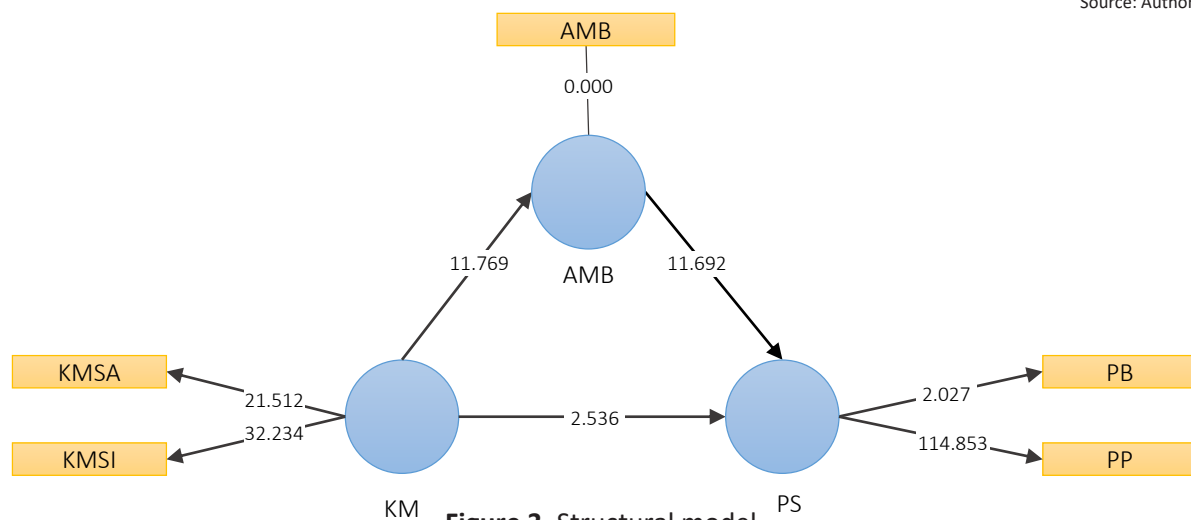 Source: Author
AMB
0.000
AMB
11.769
11.692
KMSA
21.512
KMSI
32.234
2.536
PB
2.027
PP
114.853
KM
PS
Figure 2. Structural model